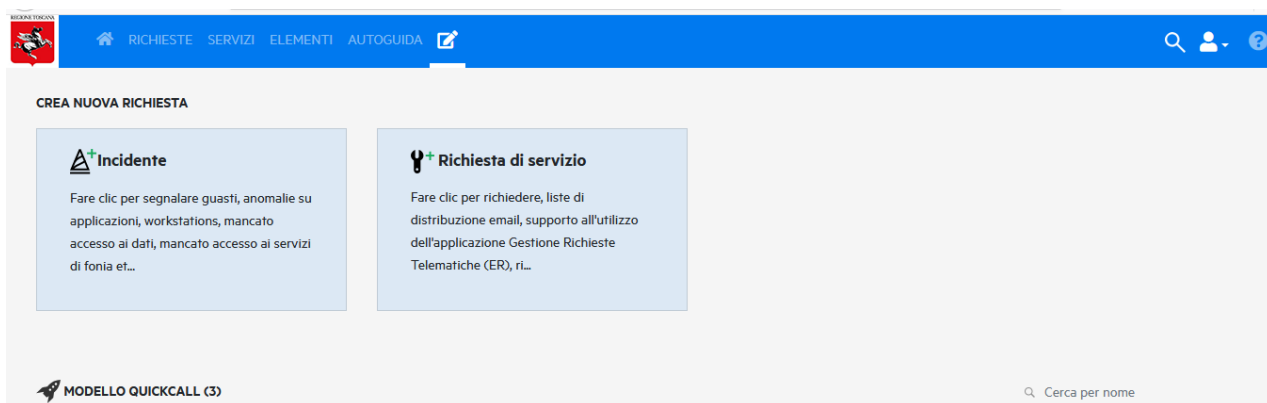 REGIONE TOSCANA
RICHIESTE SERVIZI ELEMENTI AUTOGUIDA
CREA NUOVA RICHIESTA
Incidente
Fare clic per segnalare guasti, anomalie su
applicazioni, workstations, mancato
accesso ai dati, mancato accesso ai servizi
di fonia et...
Richiesta di servizio
Fare clic per richiedere, liste di
distribuzione email, supporto all'utilizzo
dell'applicazione Gestione Richieste
Telematiche (ER), ri...
MODELLO QUICKCALL (3)
Cerca per nome